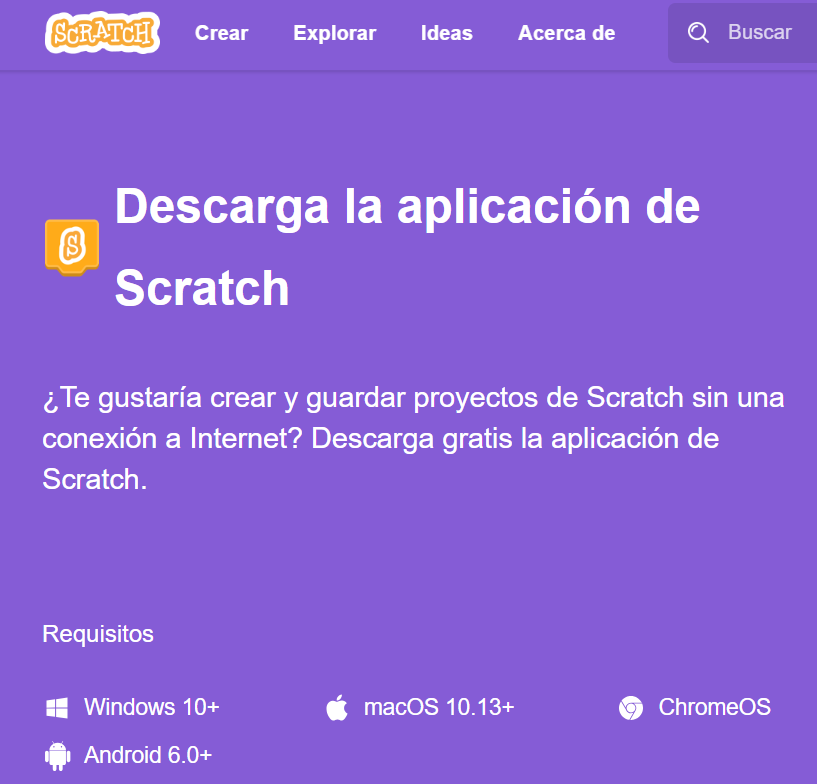 SCRATCH Crear Explorar Ideas Acerca de Buscar
Descarga la aplicación de
S Scratch
¿Te gustaría crear y guardar proyectos de Scratch sin una
conexión a Internet? Descarga gratis la aplicación de
Scratch.
Requisitos
Windows 10+ macOS 10.13+ ChromeOS
Android 6.0+